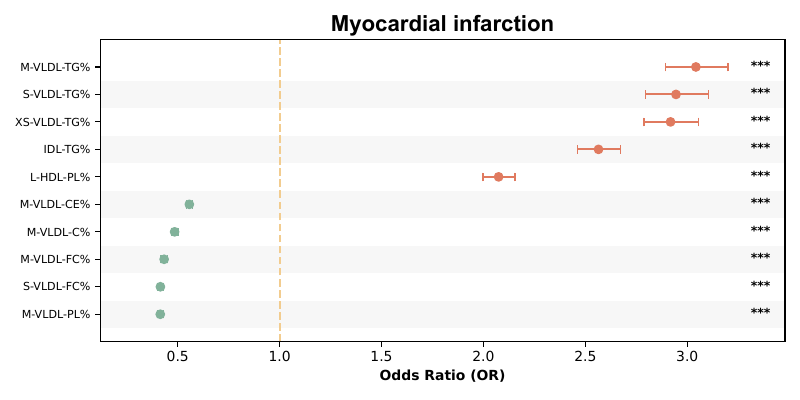 Myocardial infarction
M-VLDL-TG% ***
S-VLDL-TG% ***
XS-VLDL-TG% ***
IDL-TG% ***
L-HDL-PL% ***
M-VLDL-CE% ***
M-VLDL-C% ***
M-VLDL-FC% ***
S-VLDL-FC% ***
M-VLDL-PL% ***
0.5 1.0 1.5 2.0 2.5 3.0
Odds Ratio (OR)